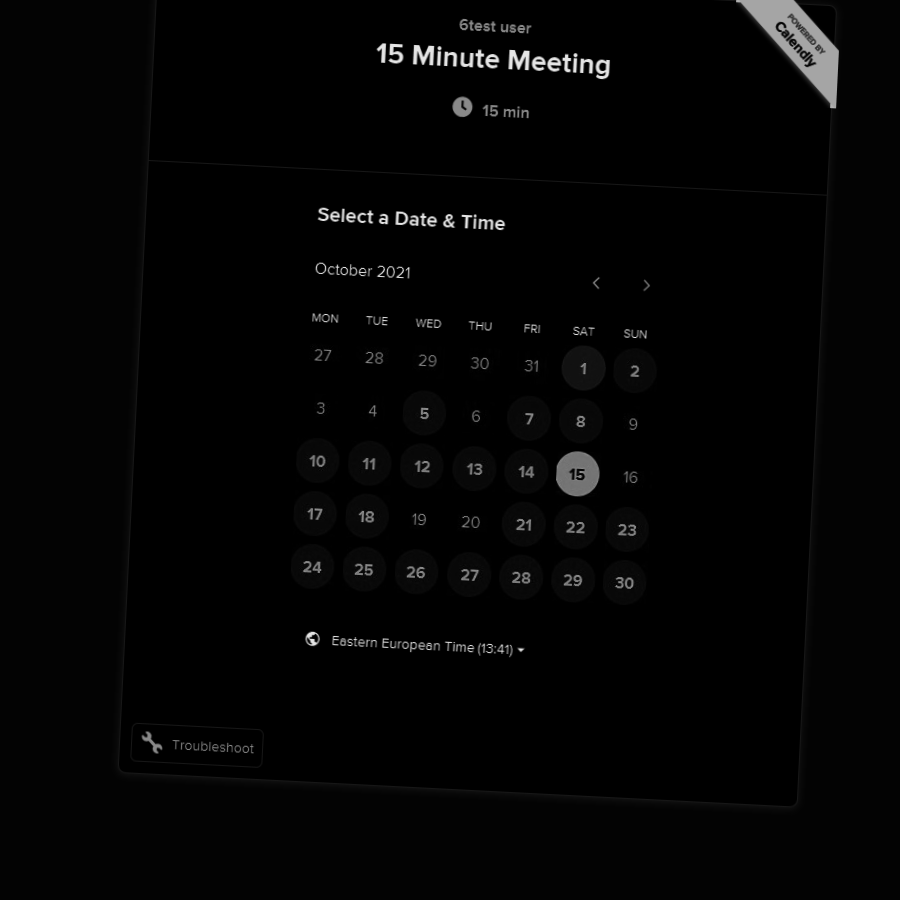 6test user
15 Minute Meeting
15 min
POWERED BY
Calendly
Select a Date & Time
October 2021
MON TUE WED THU FRI SAT SUN
27 28 29 30 31 1 2
3 4 5 6 7 8 9
10 11 12 13 14 15 16
17 18 19 20 21 22 23
24 25 26 27 28 29 30
Eastern European Time (13:41)
Troubleshoot